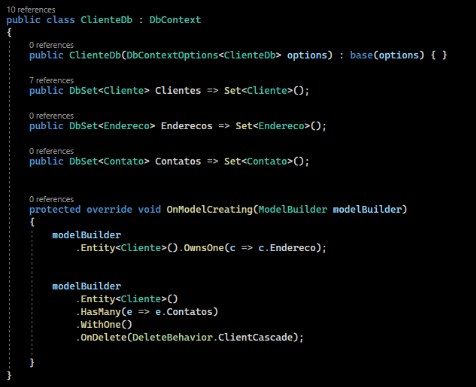 10 references
public class ClienteDb : DbContext
{
0 references
public ClienteDb(DbContextOptions<ClienteDb> options) : base(options) { }
7 references
public DbSet<Cliente> Clientes => Set<Cliente>();
0 references
public DbSet<Endereco> Enderecos => Set<Endereco>();
0 references
public DbSet<Contato> Contatos => Set<Contato>();
0 references
protected override void OnModelCreating(ModelBuilder modelBuilder)
{
modelBuilder
.Entity<Cliente>().OwnsOne(c => c.Endereco);
modelBuilder
.Entity<Cliente>()
.HasMany(e => e.Contatos)
.WithOne()
.OnDelete(DeleteBehavior.ClientCascade);
}
}